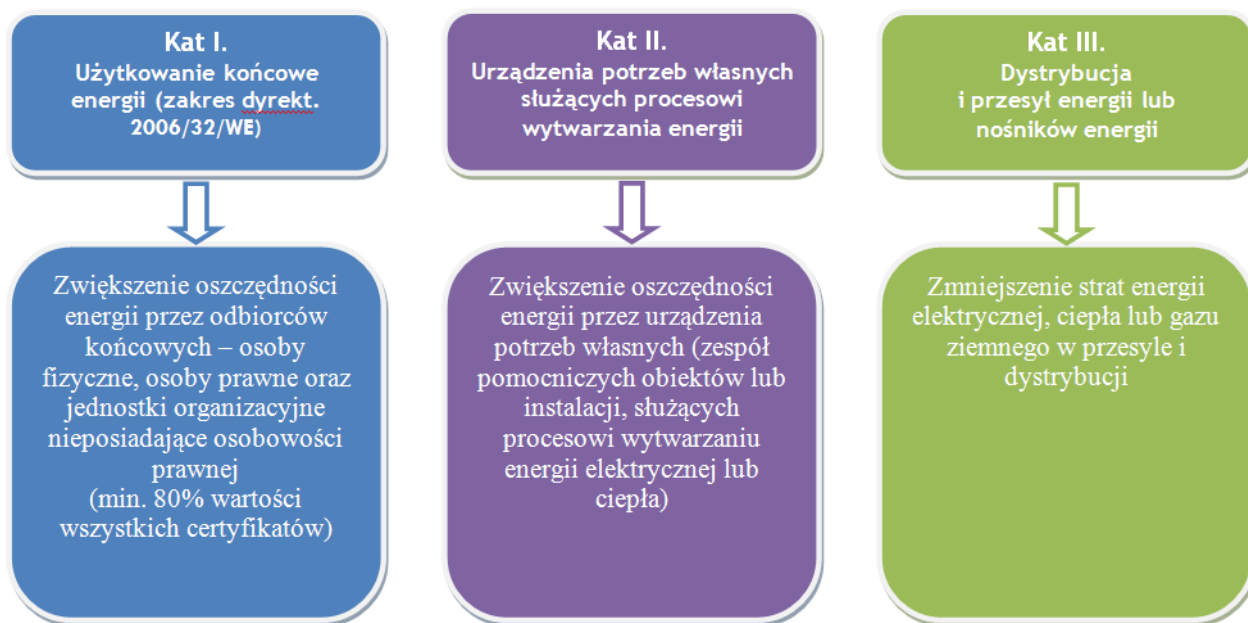 Kat I.
Użytkowanie końcowe
energii (zakres dyrekt.
2006/32/WE)
Zwiększenie oszczędności
energii przez odbiorców
końcowych – osoby
fizyczne, osoby prawne oraz
jednostki organizacyjne
nieposiadające osobowości
prawnej
(min. 80% wartości
wszystkich certyfikatów)
Kat II.
Urządzenia potrzeb własnych
służących procesowi
wytwarzania energii
Zwiększenie oszczędności
energii przez urządzenia
potrzeb własnych (zespół
pomocniczych obiektów lub
instalacji, służących
procesowi wytwarzaniu
energii elektrycznej lub
ciepła)
Kat III.
Dystrybucja
i przesył energii lub
nośników energii
Zmniejszenie strat energii
elektrycznej, ciepła lub gazu
ziemnego w przesyle i
dystrybucji